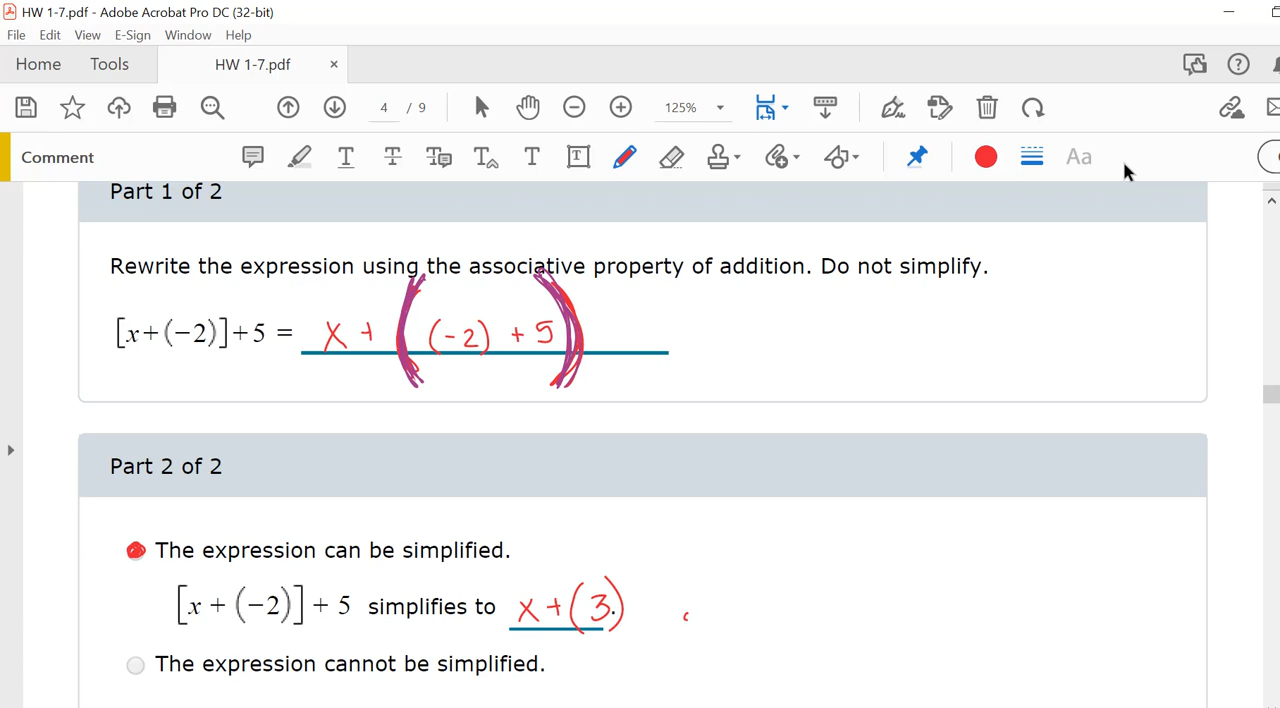 HW 1-7.pdf - Adobe Acrobat Pro DC (32-bit)
File Edit View E-Sign Window Help
Home Tools HW 1-7.pdf ×
4 / 9 125%
Comment Aa
Part 1 of 2
Rewrite the expression using the associative property of addition. Do not simplify.
[x+(−2)]+5 = x + ( (-2) + 5 )
Part 2 of 2
The expression can be simplified.
[x + (−2)] + 5 simplifies to x + (3).
The expression cannot be simplified.